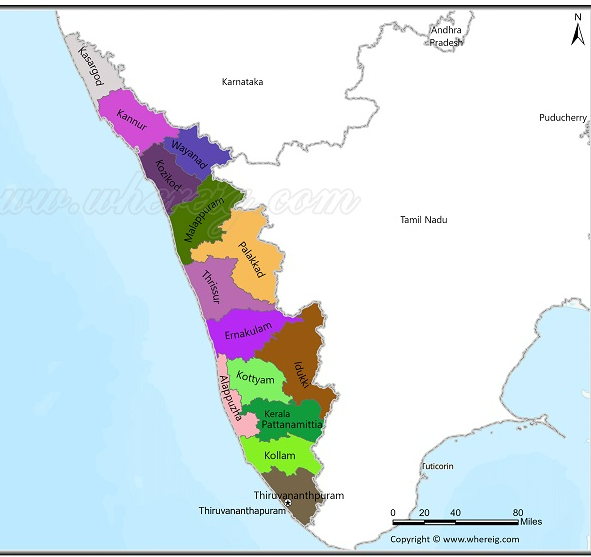 N
Andhra
Pradesh
Karnataka
Puducherry
Tamil Nadu
Kasargod
Kannur
Wayanad
Kozikod
www.whereig.com
Malappuram
Palakkad
Thrissur
Ernakulam
Idukki
Kottyam
Alappuzha
Kerala
Pattanamittia
Kollam
Tuticorin
Thiruvananthpuram
Thiruvananthapuram
0 20 40 80
Miles
Copyright © www.whereig.com